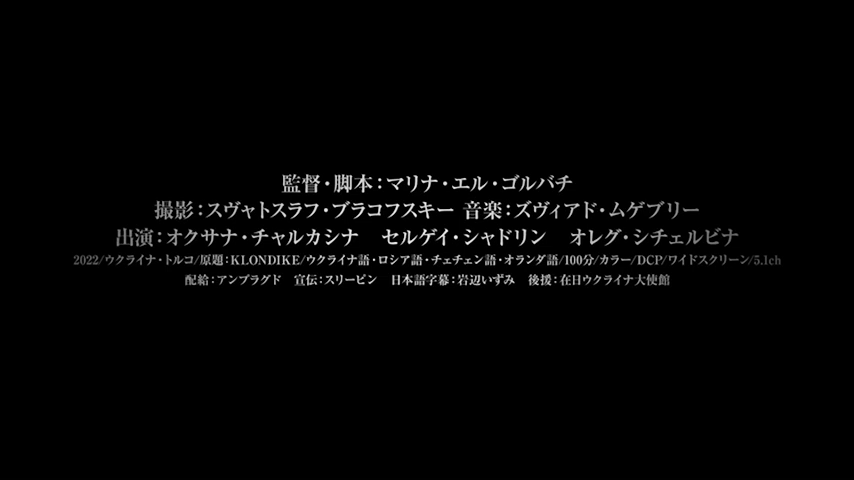 監督・脚本：マリナ・エル・ゴルバチ
撮影：スヴャトスラフ・ブラコフスキー 音楽：ズヴィアド・ムゲブリー
出演：オクサナ・チャルカシナ　セルゲイ・シャドリン　オレグ・シチェルビナ
2022/ウクライナ・トルコ/原題：KLONDIKE/ウクライナ語・ロシア語・チェチェン語・オランダ語/100分/カラー/DCP/ワイドスクリーン/5.1ch
配給：アンプラグド　宣伝：スリーピン　日本語字幕：岩辺いずみ　後援：在日ウクライナ大使館